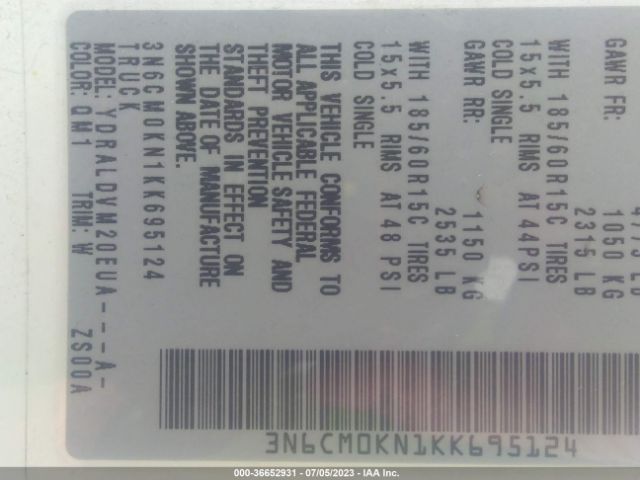 GAWR FR: 1050 KG
2315 LB
WITH 185/60R15C TIRES
15x5.5 RIMS AT 44PSI
COLD SINGLE
GAWR RR: 1150 KG
2535 LB
WITH 185/60R15C TIRES
15x5.5 RIMS AT 48 PSI
COLD SINGLE
THIS VEHICLE CONFORMS TO
ALL APPLICABLE FEDERAL
MOTOR VEHICLE SAFETY AND
THEFT PREVENTION
STANDARDS IN EFFECT ON
THE DATE OF MANUFACTURE
SHOWN ABOVE.
3N6CM0KN1KK695124
TRUCK
MODEL: YDRALDVM20EUA----A-
COLOR: QM1 TRIM: W ZS00A
3N6CM0KN1KK695124
000-36652931 - 07/05/2023 - IAA Inc.